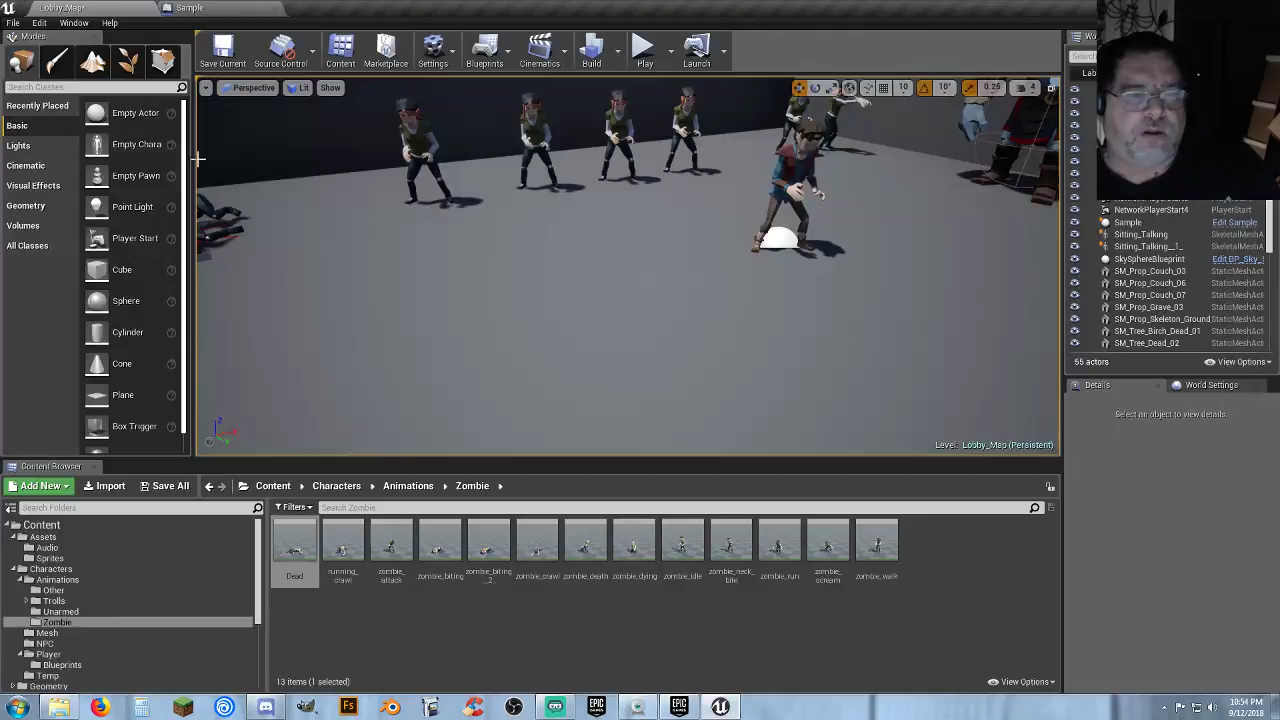 Lobby_Map*
Sample
File Edit Window Help
Modes
Save Current
Source Control
Content
Marketplace
Settings
Blueprints
Cinematics
Build
Play
Launch
Search Classes
Recently Placed
Basic
Lights
Cinematic
Visual Effects
Geometry
Volumes
All Classes
Empty Actor
Empty Chara
Empty Pawn
Point Light
Player Start
Cube
Sphere
Cylinder
Cone
Plane
Box Trigger
Perspective
Lit
Show
10
10°
0.25
4
Level: Lobby_Map (Persistent)
NetworkPlayerStart4 PlayerStart
Sample Edit Sample
Sitting_Talking SkeletalMeshA
Sitting_Talking__1_ SkeletalMeshA
SkySphereBlueprint Edit BP_Sky_
SM_Prop_Couch_03 StaticMeshAct
SM_Prop_Couch_06 StaticMeshAct
SM_Prop_Couch_07 StaticMeshAct
SM_Prop_Grave_03 StaticMeshAct
SM_Prop_Skeleton_Ground StaticMeshAct
SM_Tree_Birch_Dead_01 StaticMeshAct
SM_Tree_Dead_02 StaticMeshAct
55 actors
View Options
Details
World Settings
Select an object to view details.
Content Browser
Add New
Import
Save All
Content
Characters
Animations
Zombie
Search Folders
Filters
Search Zombie
Content
Assets
Audio
Sprites
Characters
Animations
Other
Trolls
Unarmed
Zombie
Mesh
NPC
Player
Blueprints
Temp
Geometry
Dead
running_crawl
zombie_attack
zombie_biting
zombie_biting__2_
zombie_crawl
zombie_death
zombie_dying
zombie_idle
zombie_neck_bite
zombie_run
zombie_scream
zombie_walk
13 items (1 selected)
View Options
10:54 PM
9/12/2018